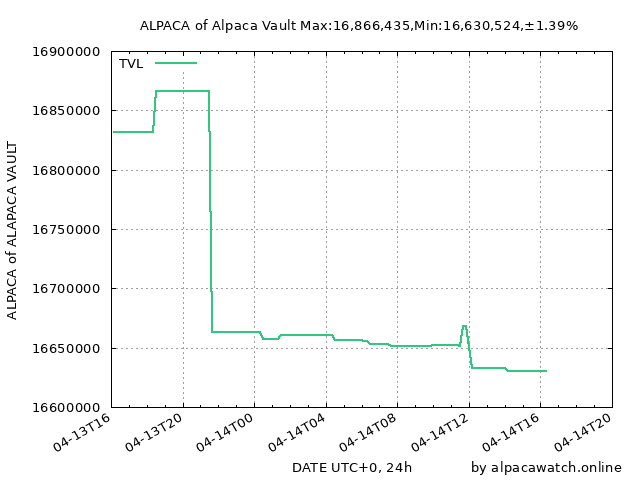 ALPACA of Alpaca Vault Max:16,866,435,Min:16,630,524,±1.39%
TVL
16900000
16850000
16800000
16750000
16700000
16650000
16600000
ALPACA of ALAPACA VAULT
04-13T16
04-13T20
04-14T00
04-14T04
04-14T08
04-14T12
04-14T16
04-14T20
DATE UTC+0, 24h
by alpacawatch.online